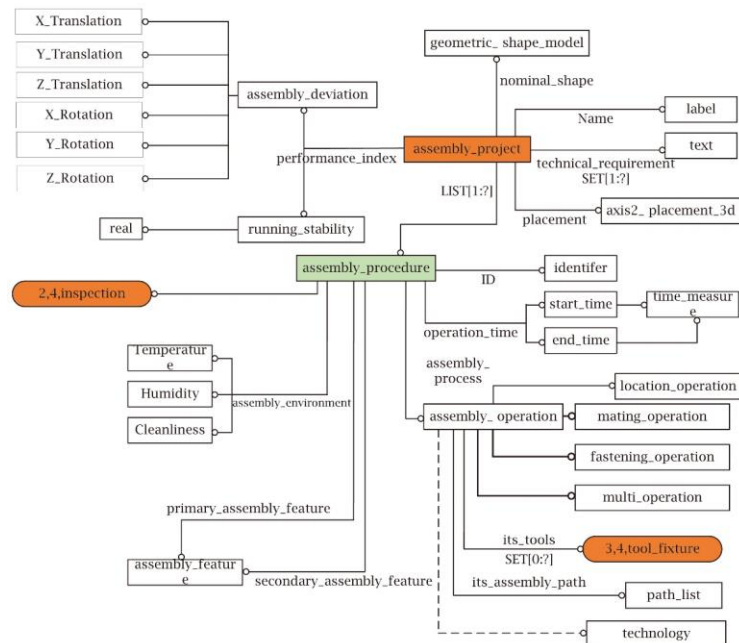 X_Translation
Y_Translation
Z_Translation
X_Rotation
Y_Rotation
Z_Rotation
assembly_deviation
geometric_ shape_model
nominal_shape
label
Name
assembly_project
text
performance_index
technical_requirement
SET[1:?]
LIST[1:?]
placement
axis2_ placement_3d
real
running_stability
assembly_procedure
identifer
ID
2,4,inspection
start_time
time_measur
e
operation_time
end_time
Temperatur
e
Humidity
assembly_environment
Cleanliness
assembly_
process
location_operation
assembly_ operation
mating_operation
fastening_operation
multi_operation
primary_assembly_feature
its_tools
SET[0:?]
3,4,tool_fixture
assembly_featur
e
secondary_assembly_feature
its_assembly_path
path_list
technology